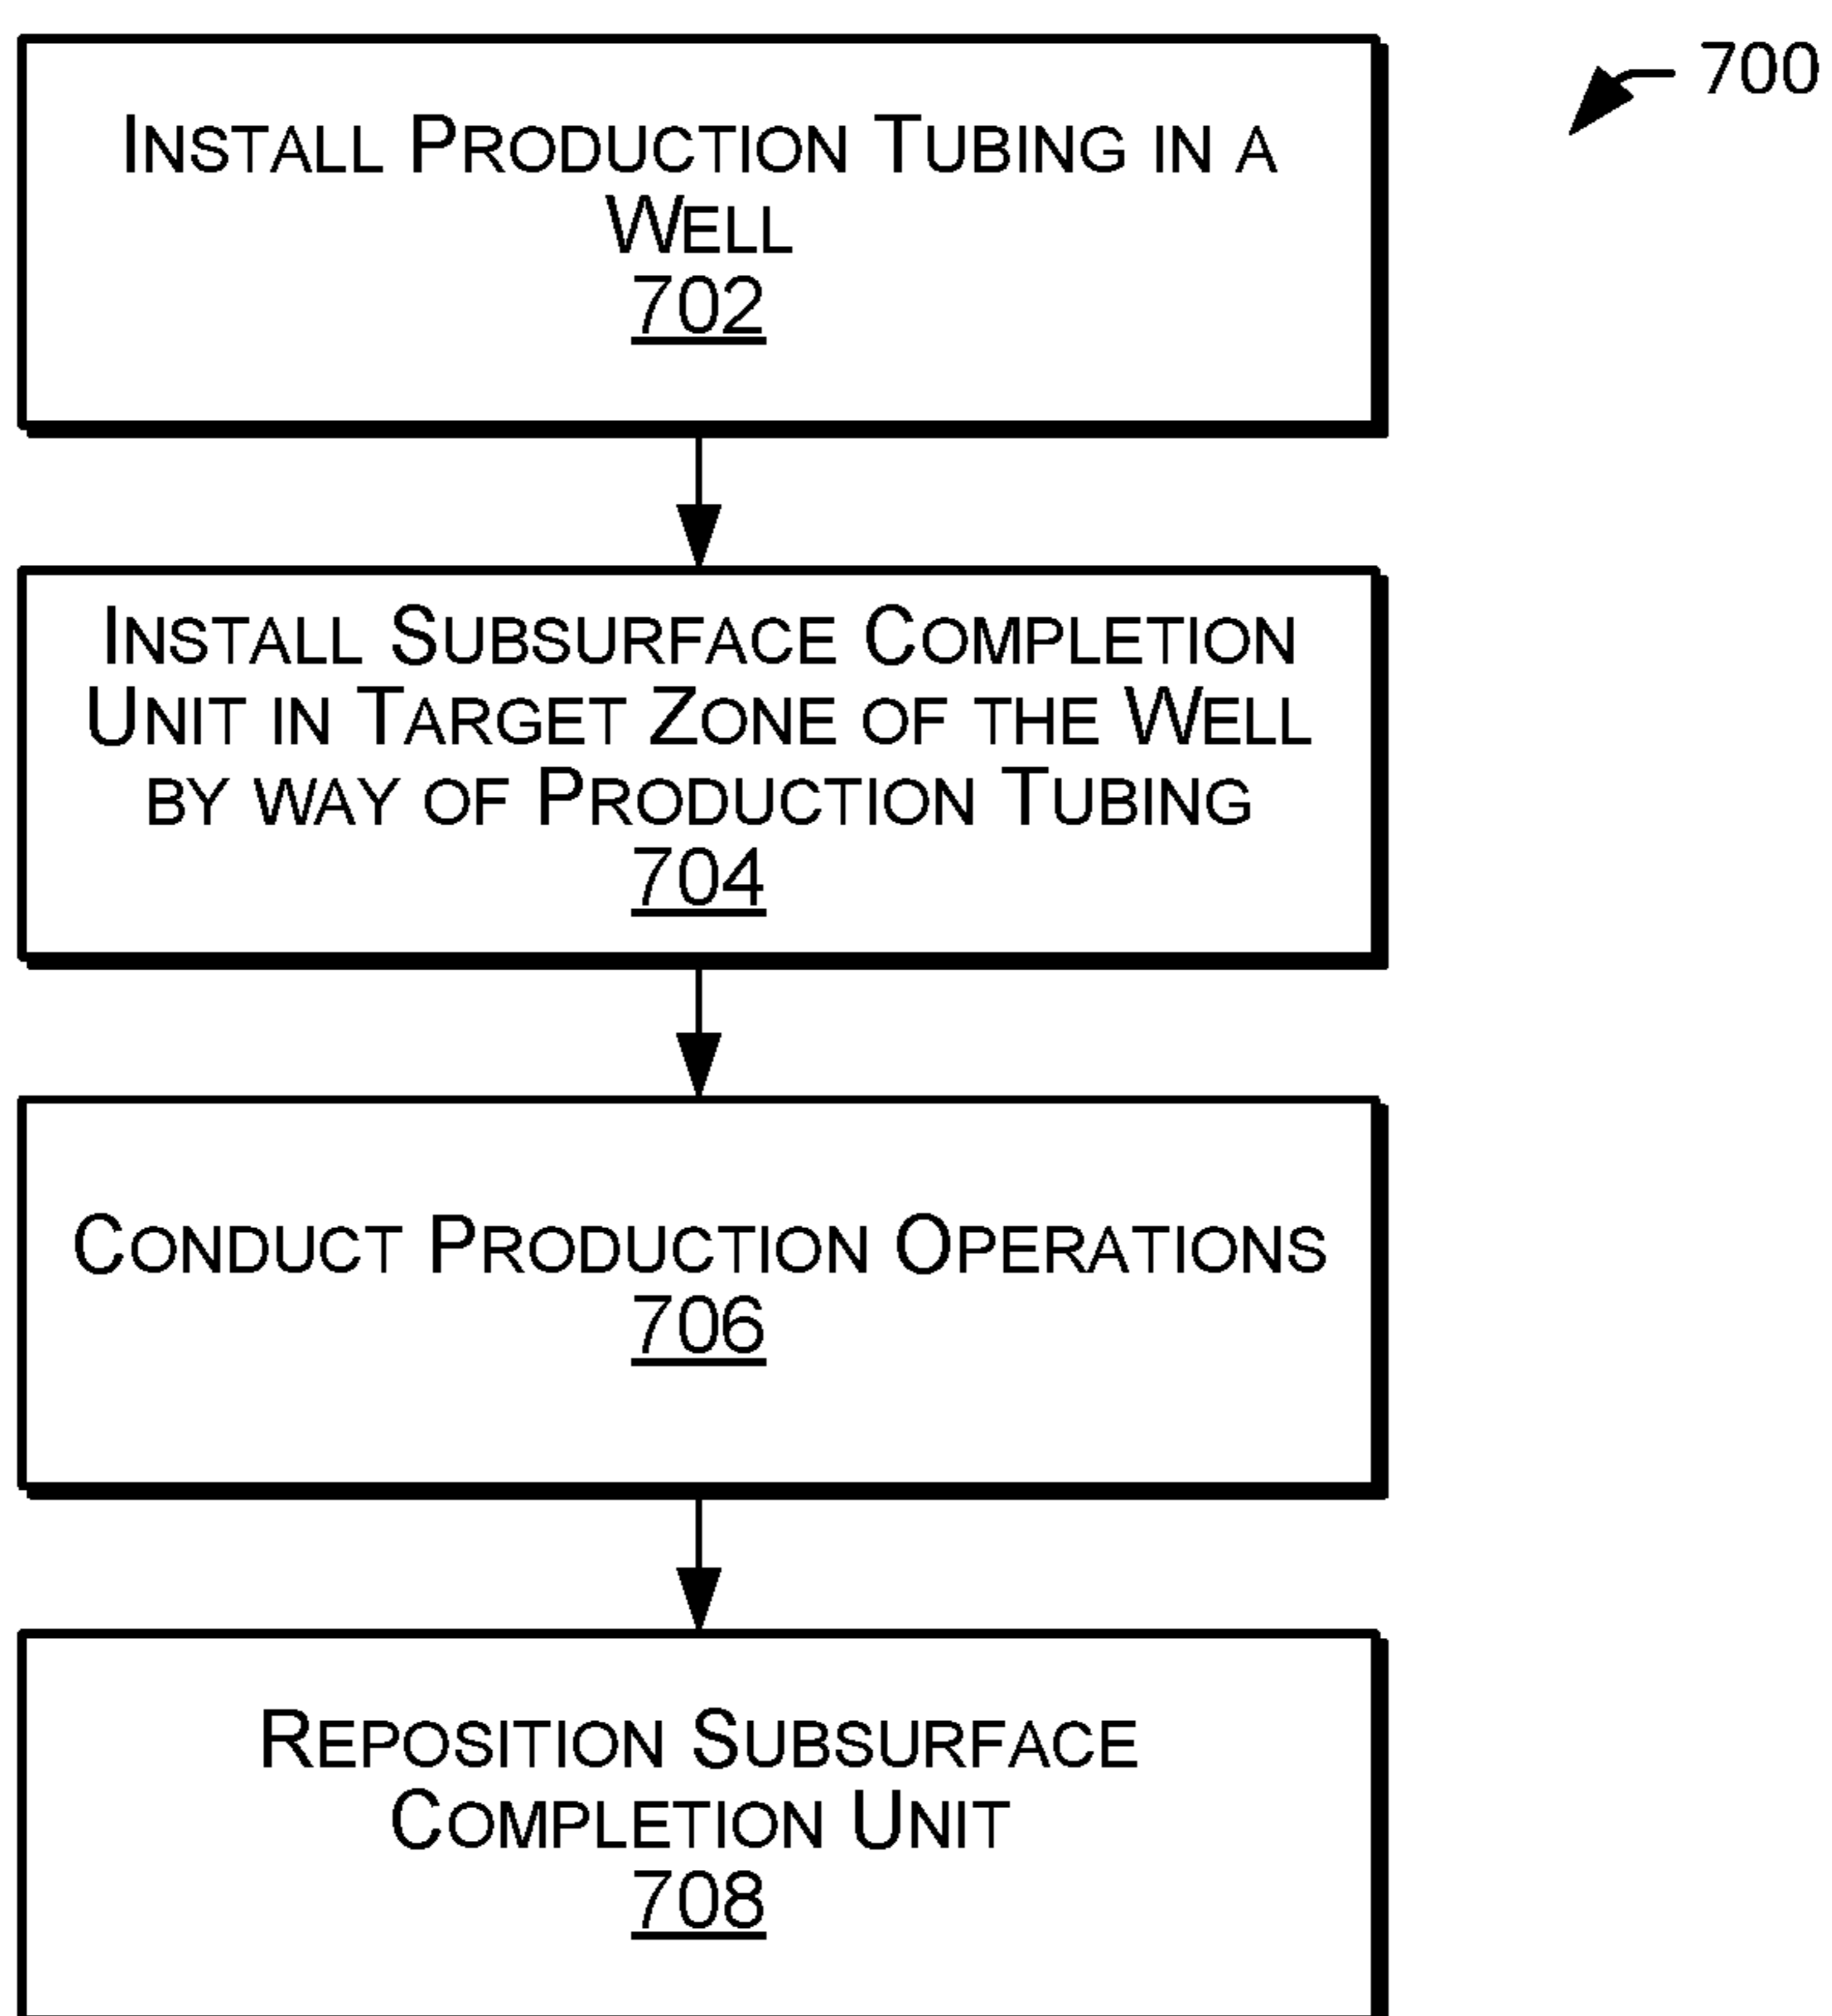 700
INSTALL PRODUCTION TUBING IN A
WELL
702
INSTALL SUBSURFACE COMPLETION
UNIT IN TARGET ZONE OF THE WELL
BY WAY OF PRODUCTION TUBING
704
CONDUCT PRODUCTION OPERATIONS
706
REPOSITION SUBSURFACE
COMPLETION UNIT
708